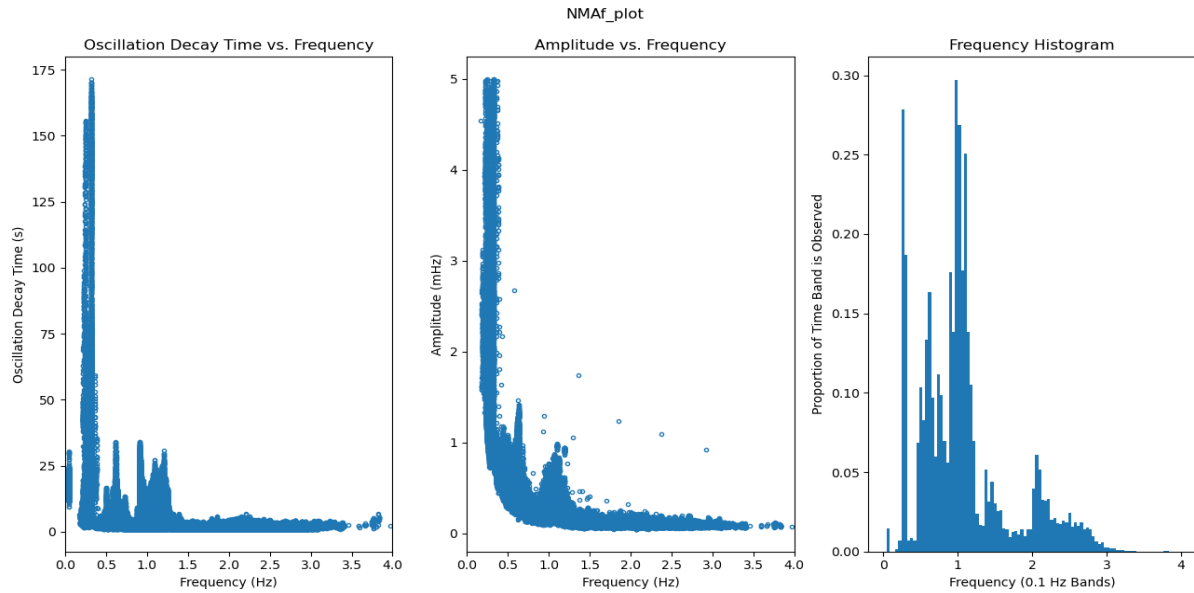 NMAf_plot
Oscillation Decay Time vs. Frequency
175
150
125
100
75
50
25
0
Oscillation Decay Time (s)
0.0 0.5 1.0 1.5 2.0 2.5 3.0 3.5 4.0
Frequency (Hz)
Amplitude vs. Frequency
5
4
3
2
1
0
Amplitude (mHz)
0.0 0.5 1.0 1.5 2.0 2.5 3.0 3.5 4.0
Frequency (Hz)
Frequency Histogram
0.30
0.25
0.20
0.15
0.10
0.05
0.00
Proportion of Time Band is Observed
0 1 2 3 4
Frequency (0.1 Hz Bands)